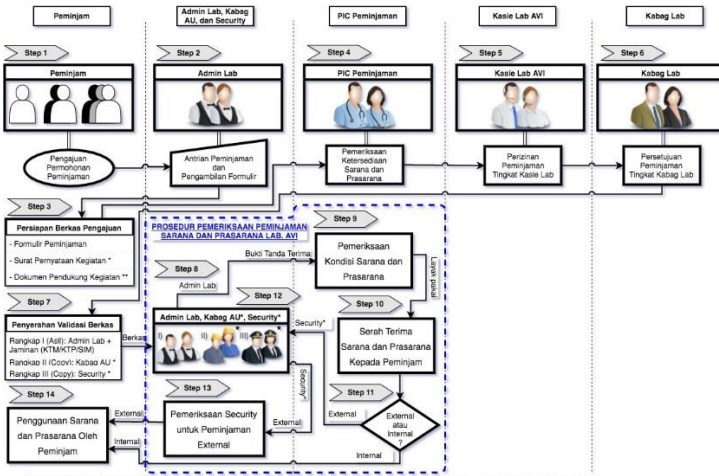 Peminjam
Admin Lab, Kabag
AU, dan Security
PIC Peminjaman
Kasie Lab AVI
Kabag Lab
Step 1
Step 2
Step 4
Step 5
Step 6
Peminjam
Admin Lab
PIC Peminjaman
Kasie Lab AVI
Kabag Lab
Pengajuan
Permohonan
Peminjaman
Antrian Peminjaman
dan
Pengambilan Formulir
Pemeriksaan
Ketersediaan
Sarana dan
Prasarana
Perizinan
Peminjaman
Tingkat Kasie Lab
Persetujuan
Peminjaman
Tingkat Kabag Lab
Step 3
Persiapan Berkas Pengajuan
- Formulir Peminjaman
- Surat Pernyataan Kegiatan *
- Dokumen Pendukung Kegiatan **
PROSEDUR PEMERIKSAAN PEMINJAMAN
SARANA DAN PRASARANA LAB. AVI
Step 9
Pemeriksaan
Kondisi Sarana dan
Prasarana
Bukti Tanda Terima
Admin Lab
Layak pakai
Step 8
Step 12
Step 7
Penyerahan Validasi Berkas
Rangkap I (Asli): Admin Lab +
Jaminan (KTM/KTP/SIM)
Rangkap II (Copy): Kabag AU *
Rangkap III (Copy): Security *
Berkas
Admin Lab, Kabag AU*, Security*
I)
II)
*
III)
*
Security*
Step 10
Serah Terima
Sarana dan Prasarana
Kepada Peminjam
Security*
Step 14
Penggunaan Sarana
dan Prasarana Oleh
Peminjam
External
Internal
Step 13
Pemeriksaan Security
untuk Peminjaman
External
External
Step 11
External
External
atau
Internal
?
Internal